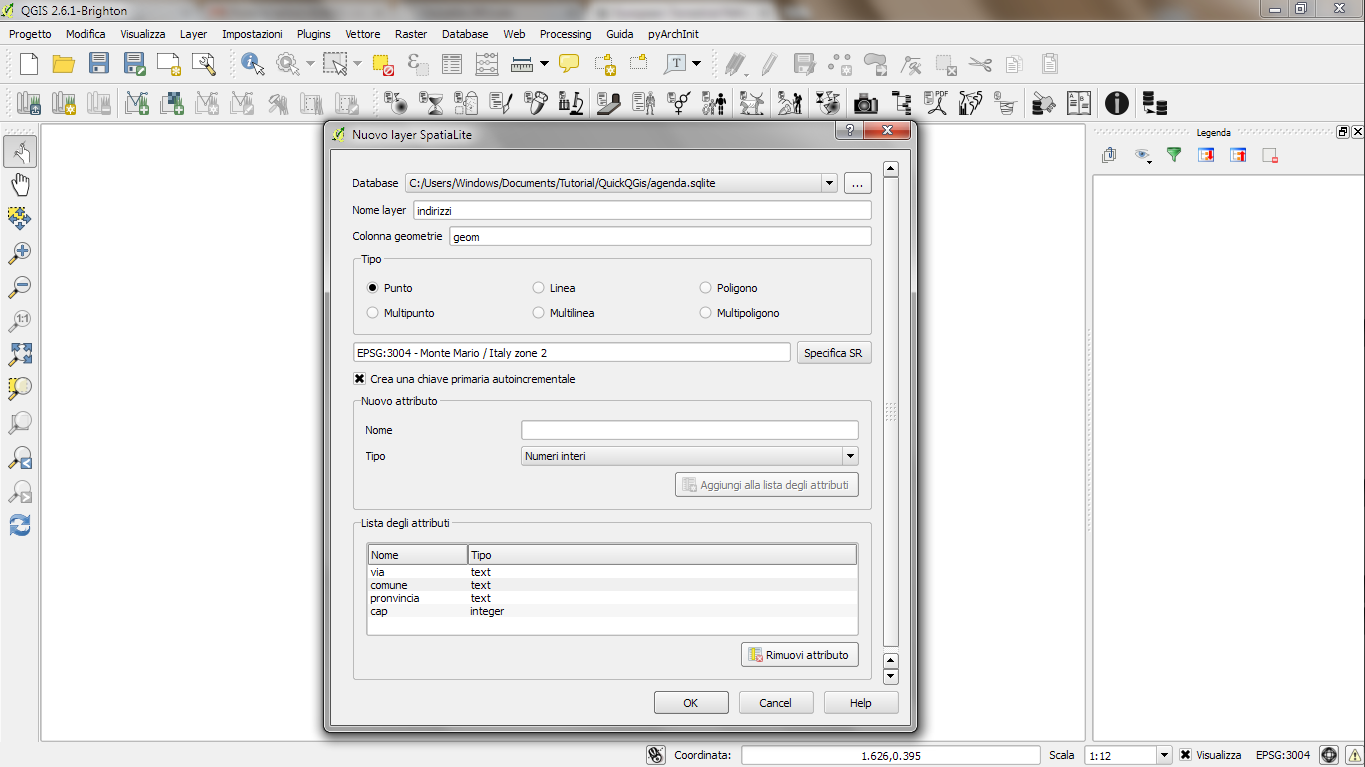 QGIS 2.6.1-Brighton
Progetto Modifica Visualizza Layer Impostazioni Plugins Vettore Raster Database Web Processing Guida pyArchInit
Nuovo layer SpatiaLite
Legenda
Database C:/Users/Windows/Documents/Tutorial/QuickQGis/agenda.sqlite ...
Nome layer indirizzi
Colonna geometrie geom
Tipo
Punto Linea Poligono
Multipunto Multilinea Multipoligono
EPSG:3004 - Monte Mario / Italy zone 2 Specifica SR
Crea una chiave primaria autoincrementale
Nuovo attributo
Nome
Tipo Numeri interi
Aggiungi alla lista degli attributi
Lista degli attributi
Nome Tipo
via text
comune text
pronvincia text
cap integer
Rimuovi attributo
OK Cancel Help
Coordinata: 1.626,0.395 Scala 1:12 Visualizza EPSG:3004